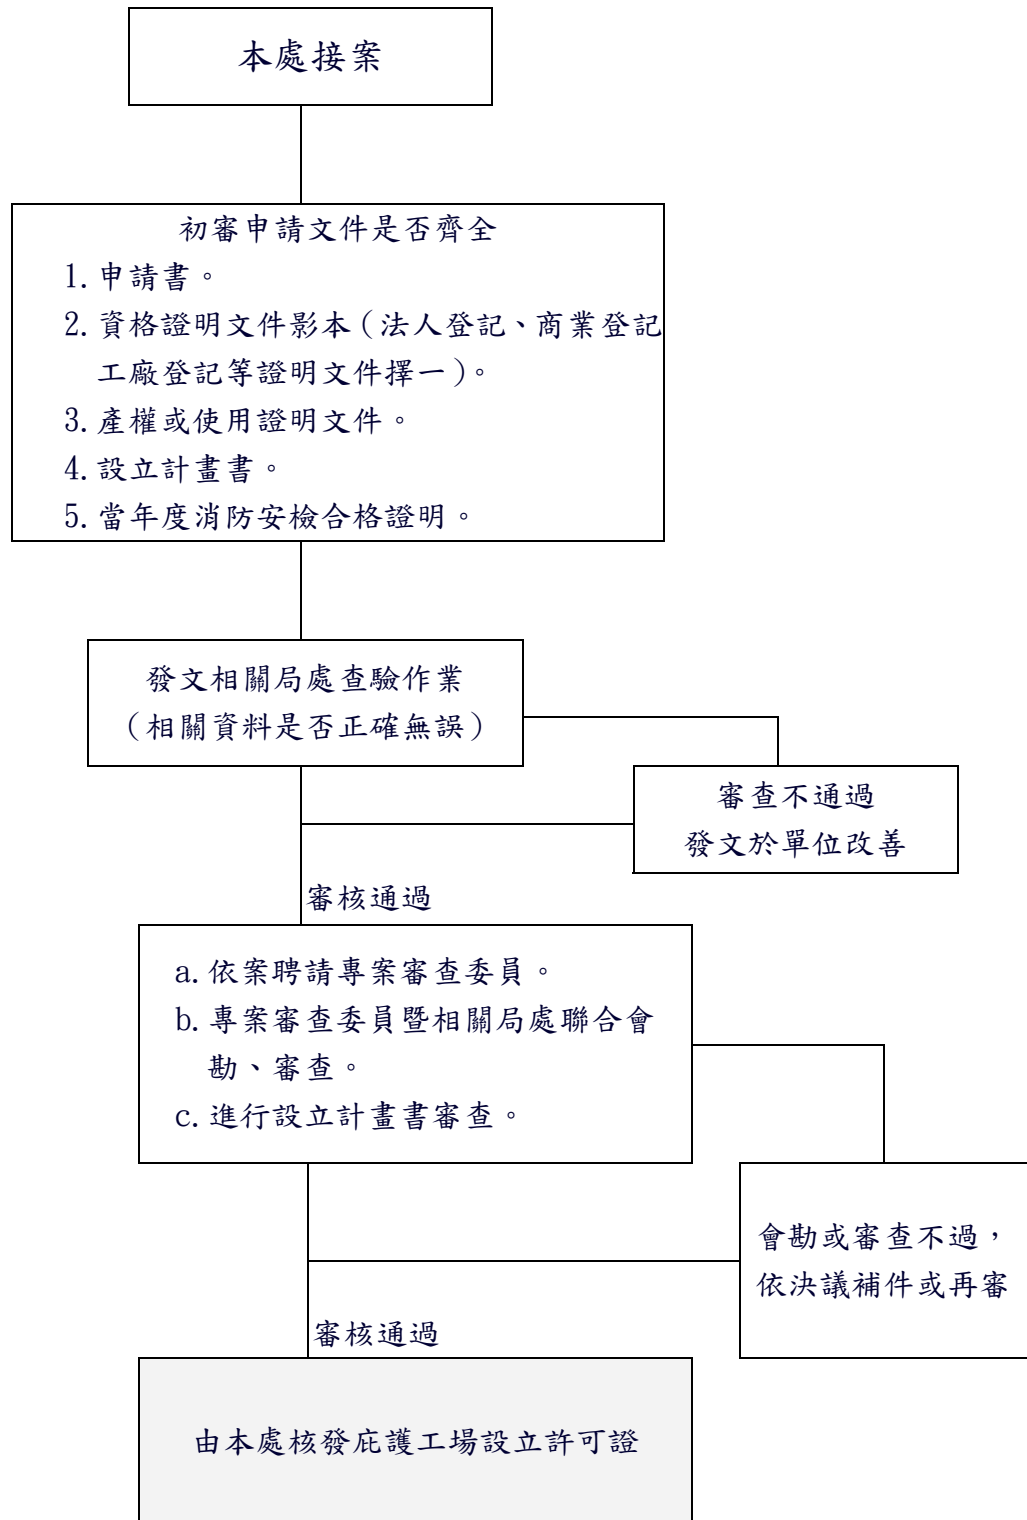 本處接案
初審申請文件是否齊全
1. 申請書。
2. 資格證明文件影本（法人登記、商業登記
工廠登記等證明文件擇一）。
3. 產權或使用證明文件。
4. 設立計畫書。
5. 當年度消防安檢合格證明。
發文相關局處查驗作業
（相關資料是否正確無誤）
審查不通過
發文於單位改善
審核通過
a. 依案聘請專案審查委員。
b. 專案審查委員暨相關局處聯合會
勘、審查。
c. 進行設立計畫書審查。
會勘或審查不過，
依決議補件或再審
審核通過
由本處核發庇護工場設立許可證